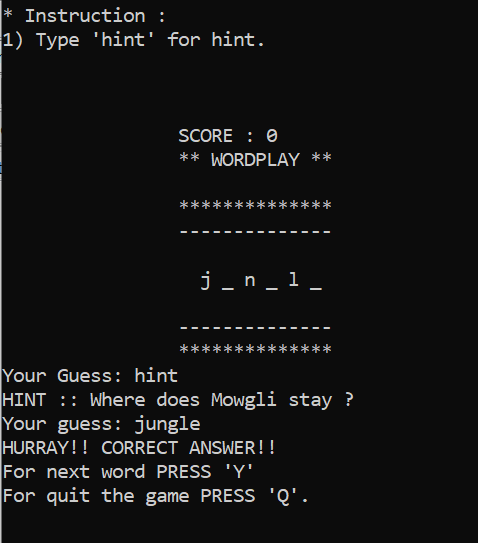 * Instruction :
1) Type 'hint' for hint.
SCORE : 0
** WORDPLAY **
**************
--------------
j _ n _ l _
--------------
**************
Your Guess: hint
HINT :: Where does Mowgli stay ?
Your guess: jungle
HURRAY!! CORRECT ANSWER!!
For next word PRESS 'Y'
For quit the game PRESS 'Q'.